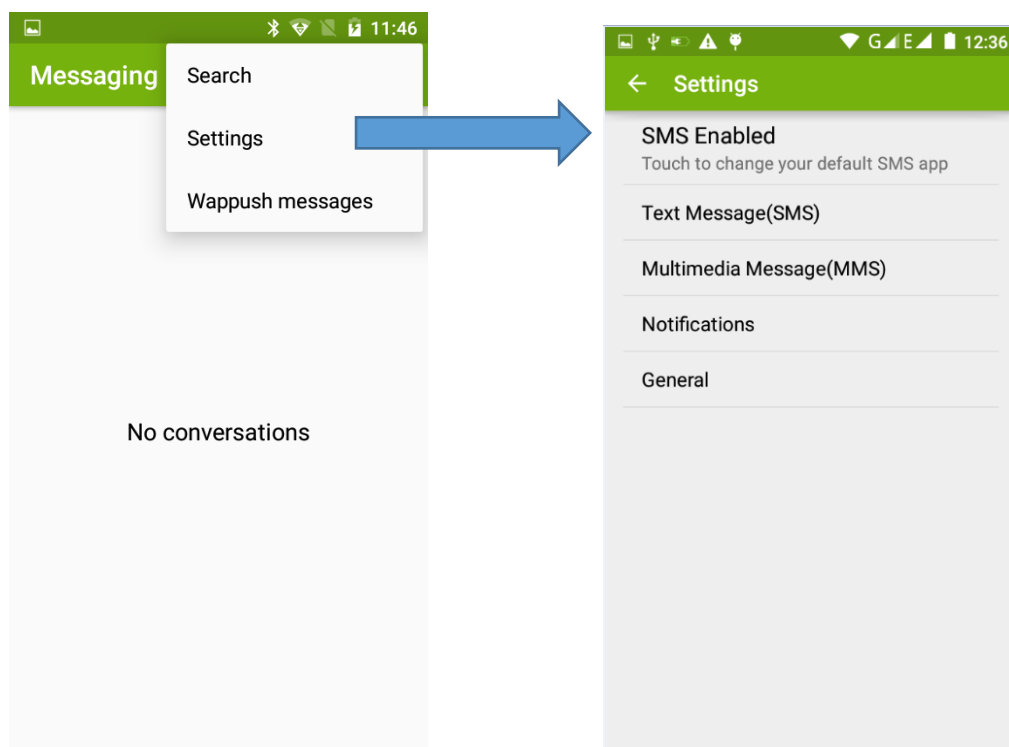 11:46
Messaging
Search
Settings
Wappush messages
No conversations
G E 12:36
Settings
SMS Enabled
Touch to change your default SMS app
Text Message(SMS)
Multimedia Message(MMS)
Notifications
General